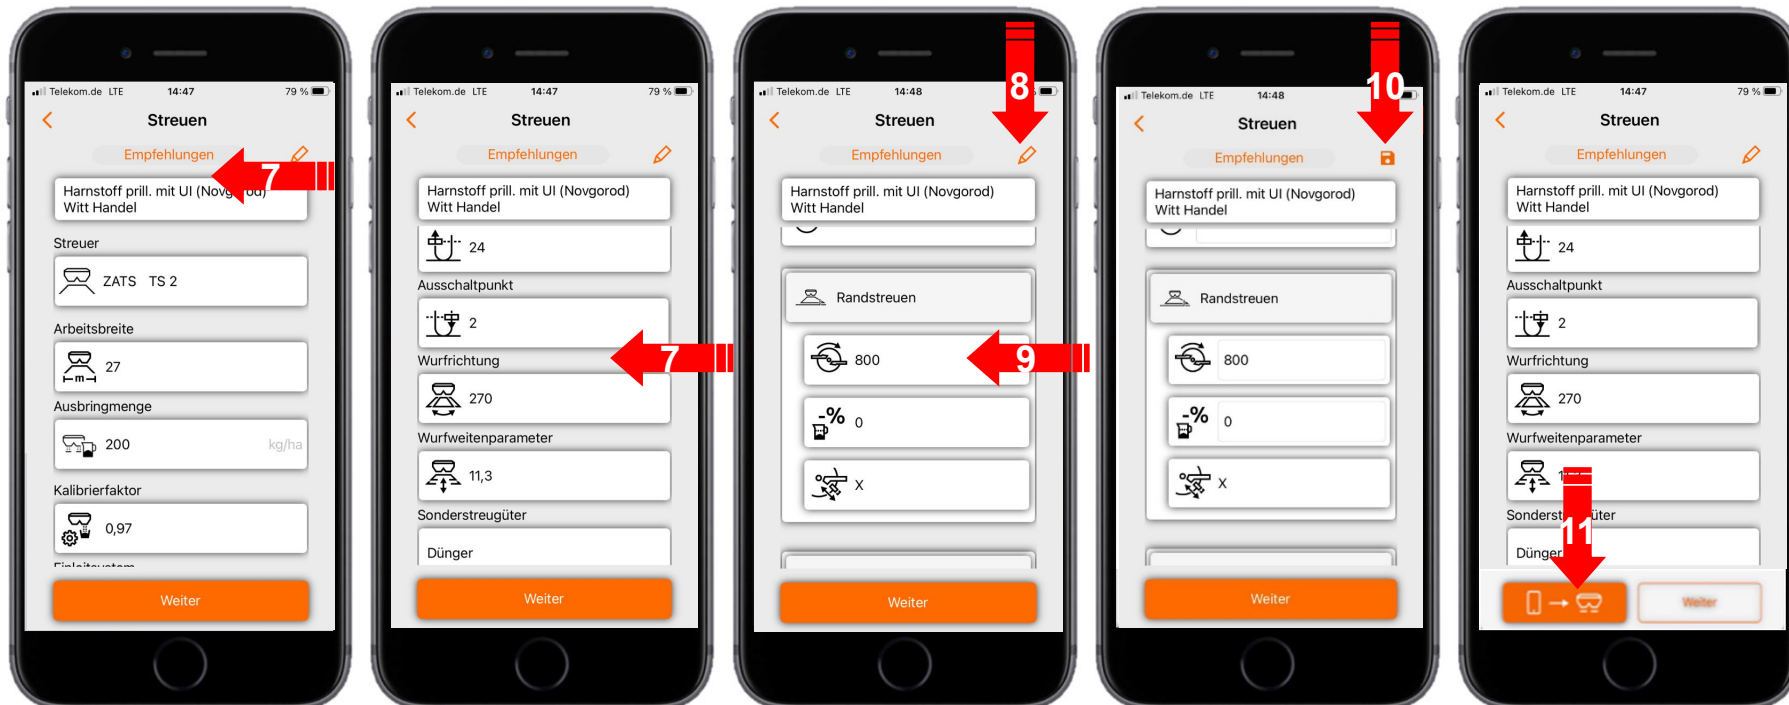 Telekom.de LTE 14:47 79 %
Streuen
Empfehlungen
7
Harnstoff prill. mit UI (Novgorod)
Witt Handel
Streuer
ZATS TS 2
Arbeitsbreite
m
27
Ausbringmenge
200 kg/ha
Kalibrierfaktor
0,97
Weiter
Telekom.de LTE 14:47 79 %
Streuen
Empfehlungen
Harnstoff prill. mit UI (Novgorod)
Witt Handel
24
Ausschaltpunkt
2
Wurfrichtung
7
270
Wurfweitenparameter
11,3
Sonderstreugüter
Dünger
Weiter
Telekom.de LTE 14:48 %
8
Streuen
Empfehlungen
Harnstoff prill. mit UI (Novgorod)
Witt Handel
Randstreuen
800
9
-% 0
X
Weiter
Telekom.de LTE 14:48
10
Streuen
Empfehlungen
Harnstoff prill. mit UI (Novgorod)
Witt Handel
Randstreuen
800
-% 0
X
Weiter
Telekom.de LTE 14:47 79 %
Streuen
Empfehlungen
Harnstoff prill. mit UI (Novgorod)
Witt Handel
24
Ausschaltpunkt
2
Wurfrichtung
270
Wurfweitenparameter
Sonderstreugüter
11
Dünger
Weiter